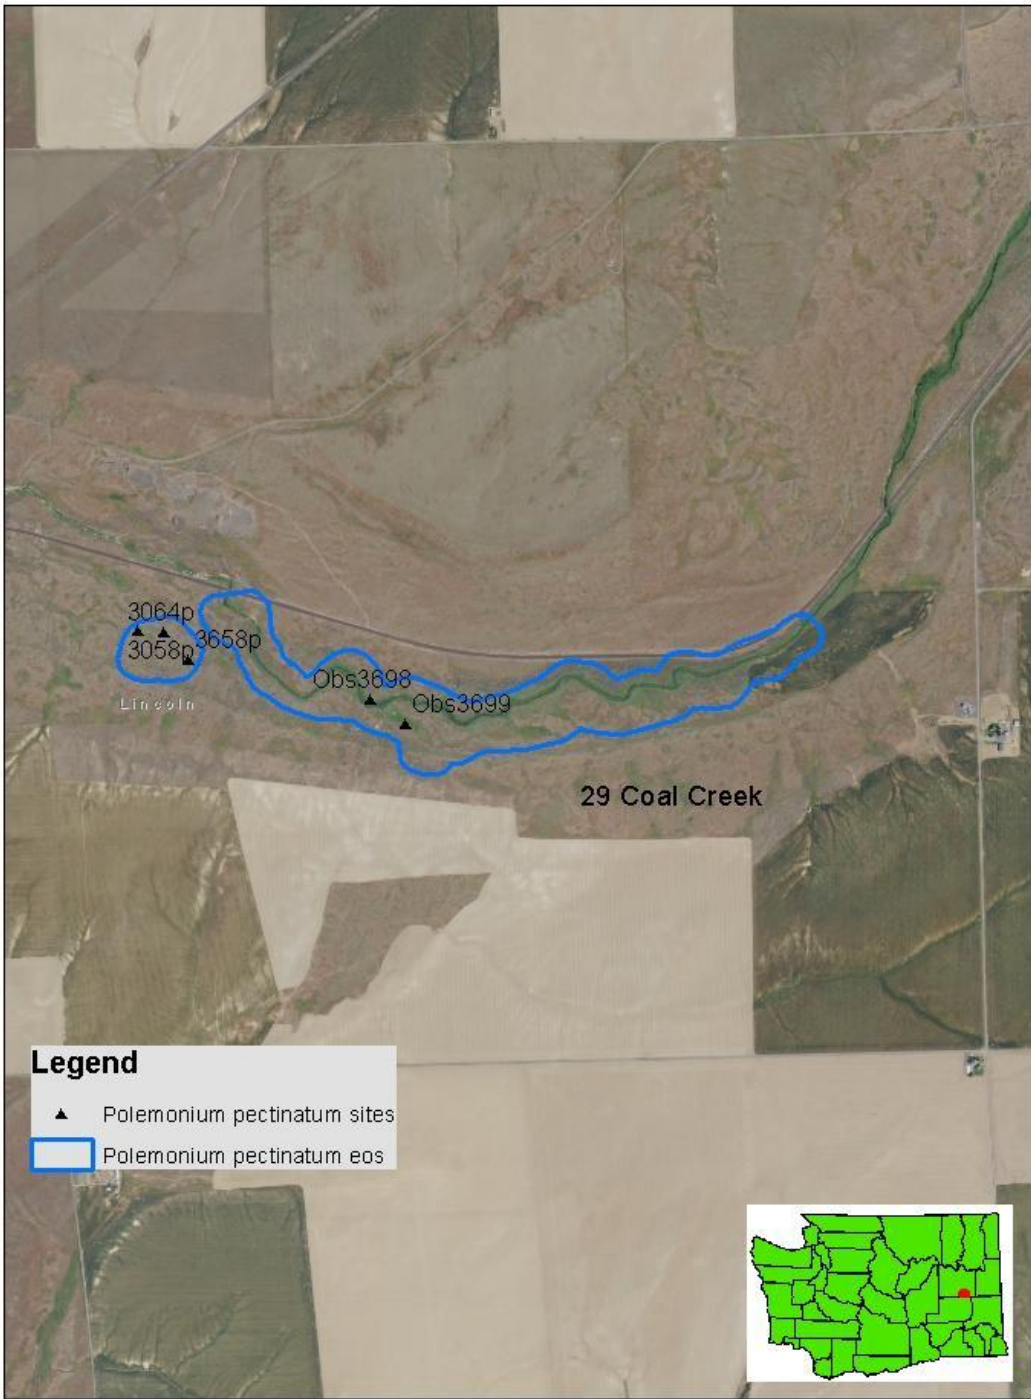 3064p
3058p
3658p
Lincoln
Obs3698
Obs3699
29 Coal Creek
Legend
Polemonium pectinatum sites
Polemonium pectinatum eos